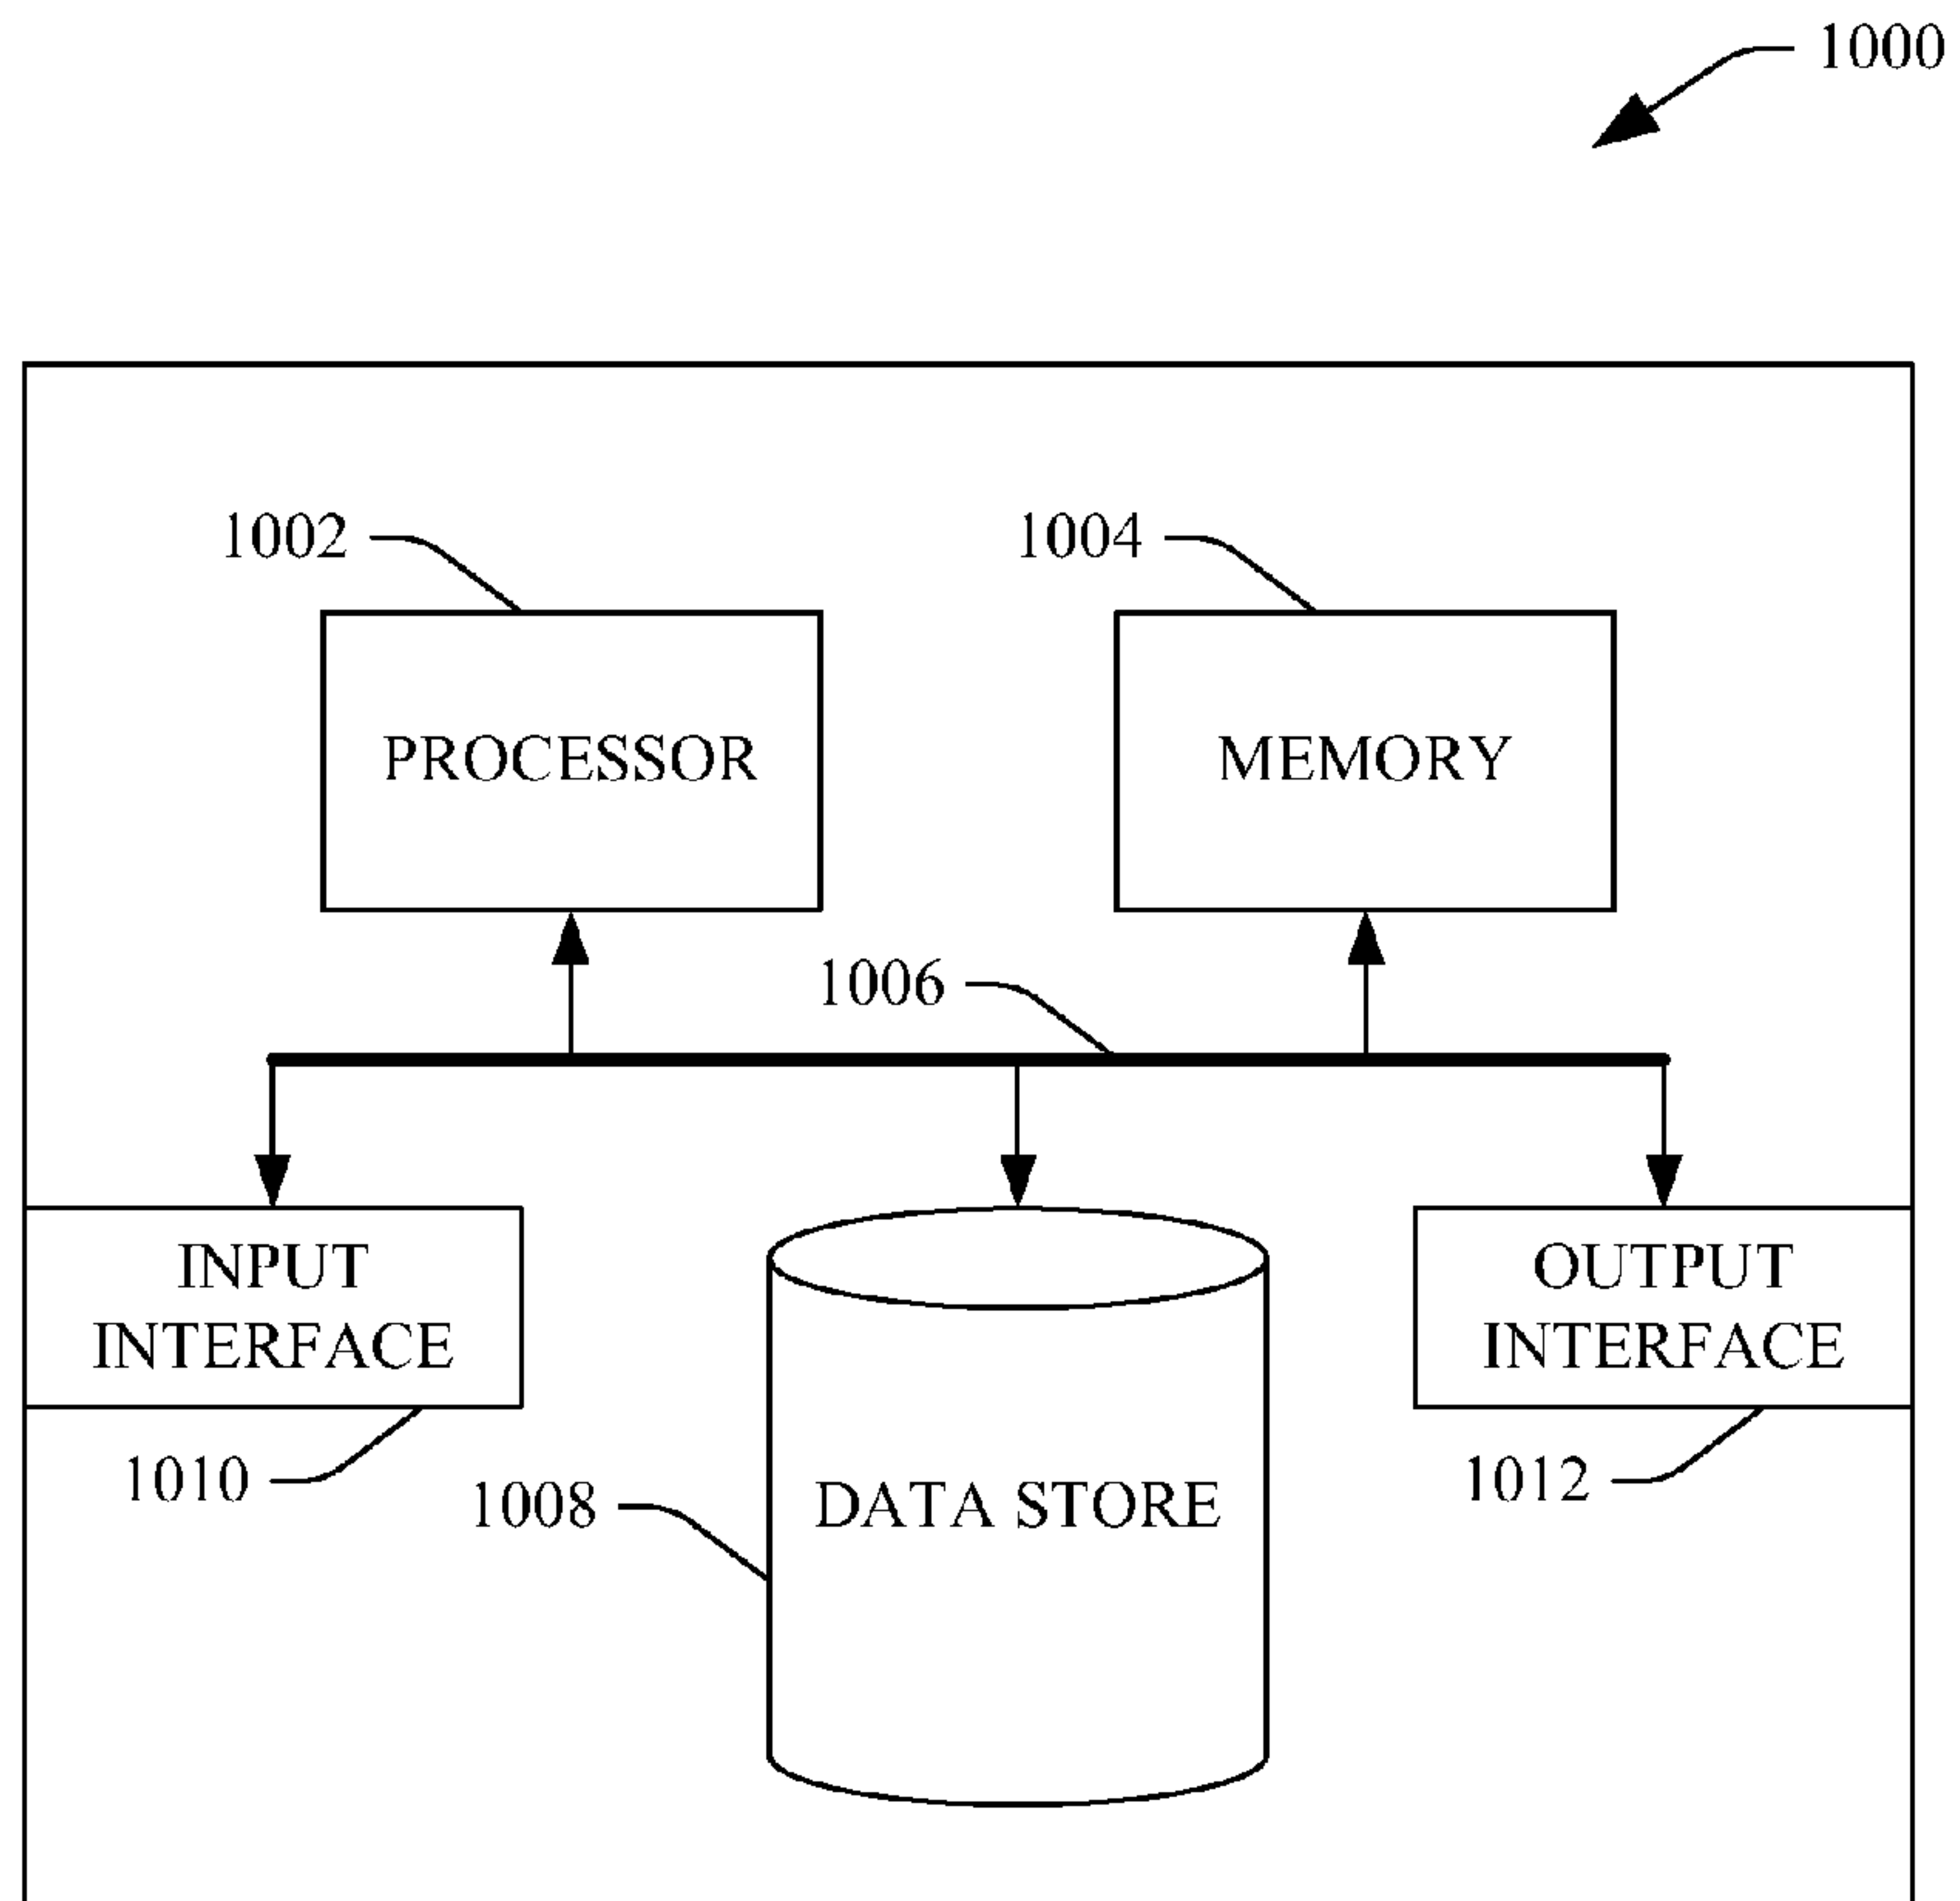 1000
1002
1004
PROCESSOR
MEMORY
1006
INPUT
INTERFACE
OUTPUT
INTERFACE
1010
1008
DATA STORE
1012